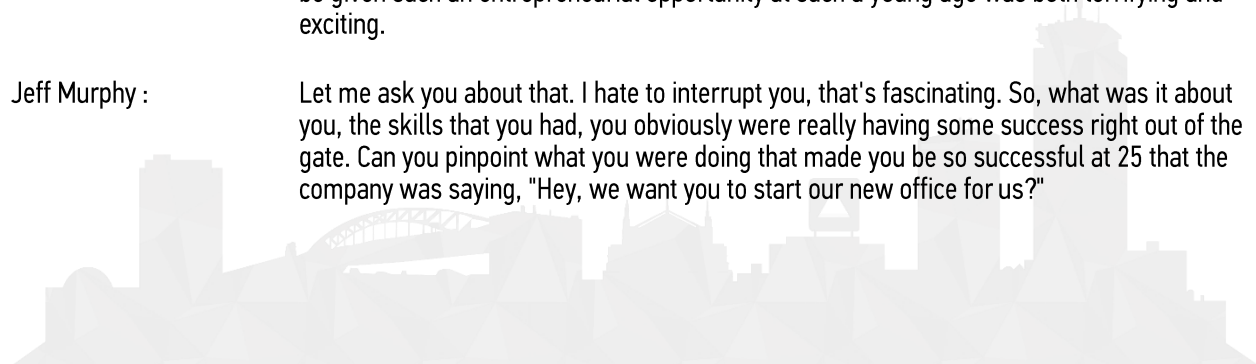 exciting.
Jeff Murphy : Let me ask you about that. I hate to interrupt you, that's fascinating. So, what was it about
you, the skills that you had, you obviously were really having some success right out of the
gate. Can you pinpoint what you were doing that made you be so successful at 25 that the
company was saying, "Hey, we want you to start our new office for us?"